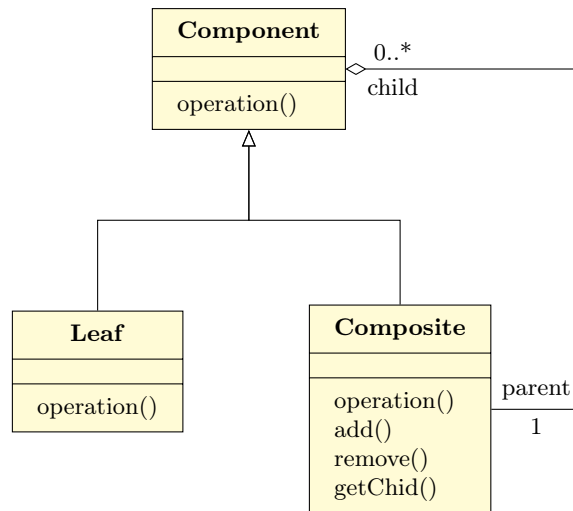 Component
operation()
0..*
child
Leaf
operation()
Composite
operation()
add()
remove()
getChid()
parent
1